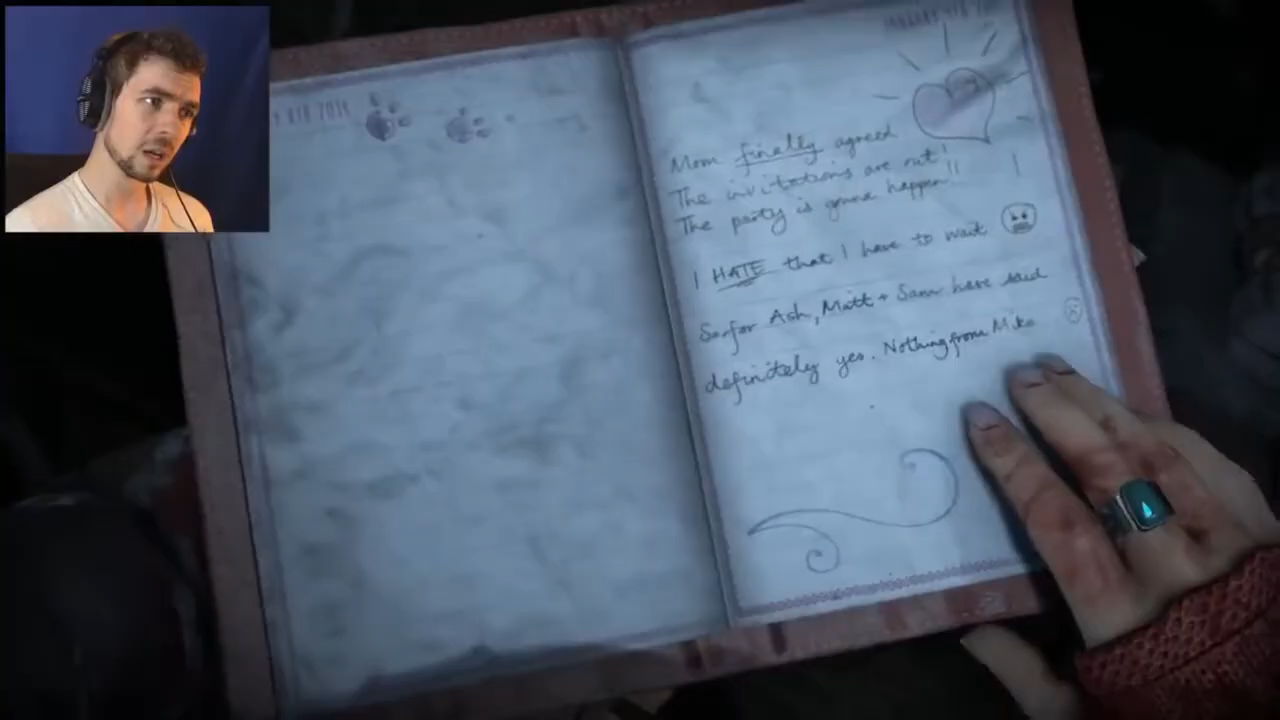 2014
Mom finally agreed
The invitations are out!
The party is gonna happen!!
I HATE that I have to wait
So far Ash, Matt + Sam have said
definitely yes. Nothing from Mike